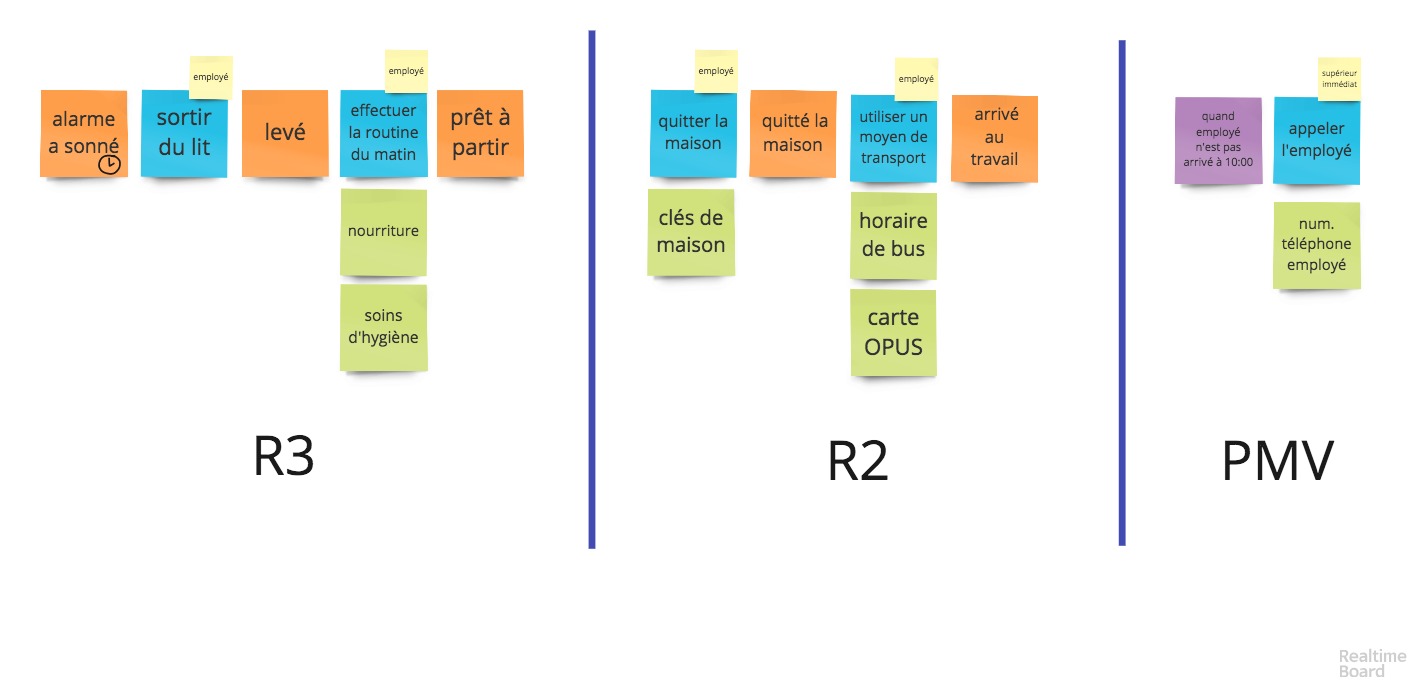 employé
alarme
a sonné
sortir
du lit
levé
employé
effectuer
la routine
du matin
prêt à
partir
nourriture
soins
d'hygiène
R3
employé
quitter la
maison
quitté la
maison
employé
utiliser un
moyen de
transport
arrivé
au
travail
clés de
maison
horaire
de bus
carte
OPUS
R2
quand
employé
n'est pas
arrivé à 10:00
supérieur
immédiat
appeler
l'employé
num.
téléphone
employé
PMV
Realtime
Board